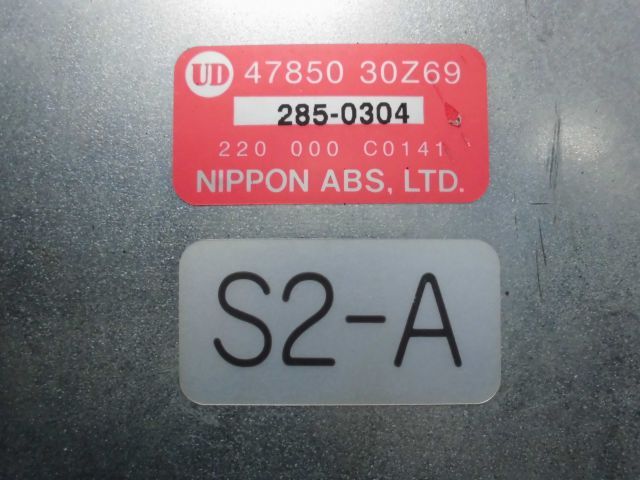 UD 47850 30Z69
285-0304
220 000 C0141
NIPPON ABS, LTD.
S2-A